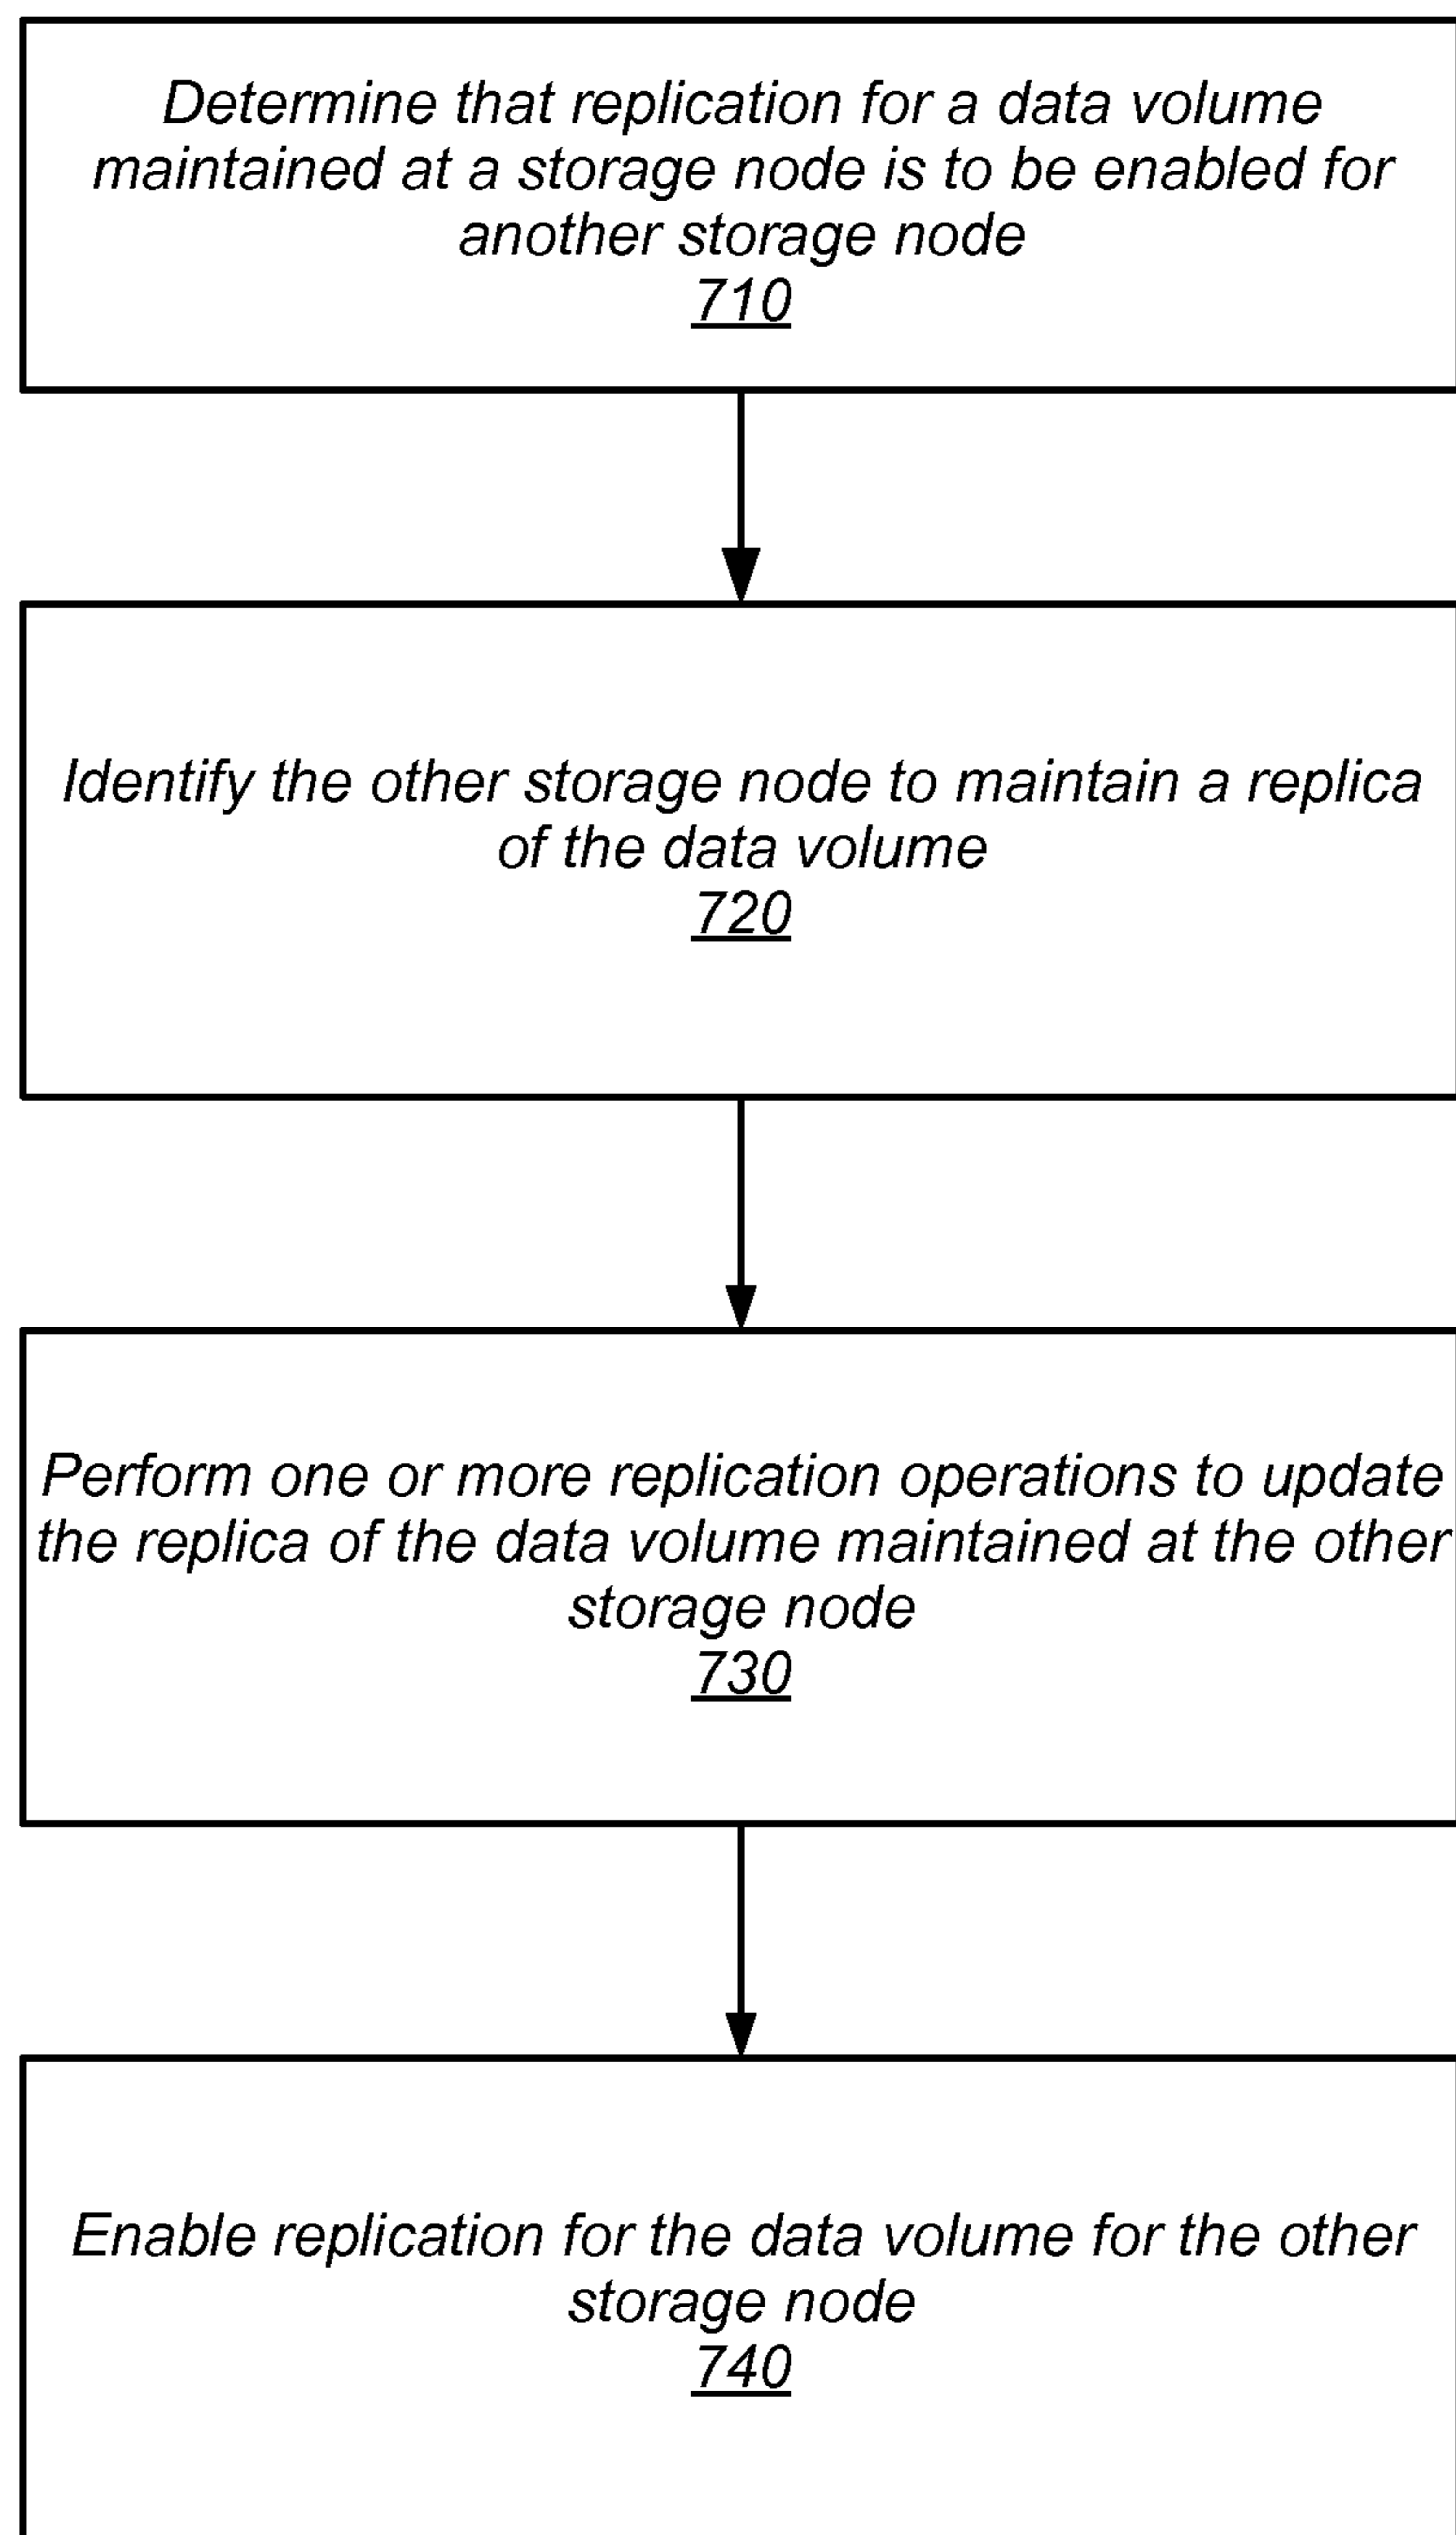 Determine that replication for a data volume
maintained at a storage node is to be enabled for
another storage node
710
Identify the other storage node to maintain a replica
of the data volume
720
Perform one or more replication operations to update
the replica of the data volume maintained at the other
storage node
730
Enable replication for the data volume for the other
storage node
740